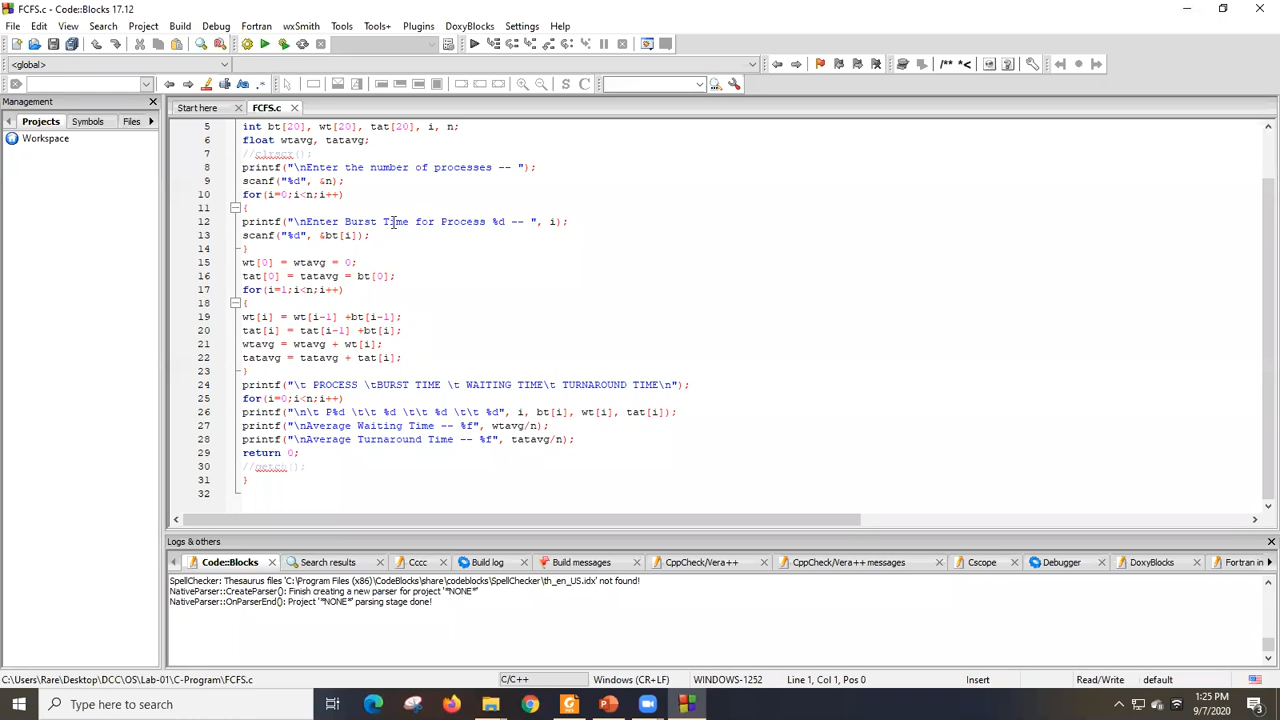 FCFS.c - Code::Blocks 17.12
File Edit View Search Project Build Debug Fortran wxSmith Tools Tools+ Plugins DoxyBlocks Settings Help
<global>
/** *<
.*
S C
Management
Projects Symbols Files
Workspace
Start here FCFS.c
5 int bt[20], wt[20], tat[20], i, n;
6 float wtavg, tatavg;
7 //clrscr();
8 printf("\nEnter the number of processes -- ");
9 scanf("%d", &n);
10 for(i=0;i<n;i++)
11 {
12 printf("\nEnter Burst Time for Process %d -- ", i);
13 scanf("%d", &bt[i]);
14 }
15 wt[0] = wtavg = 0;
16 tat[0] = tatavg = bt[0];
17 for(i=1;i<n;i++)
18 {
19 wt[i] = wt[i-1] +bt[i-1];
20 tat[i] = tat[i-1] +bt[i];
21 wtavg = wtavg + wt[i];
22 tatavg = tatavg + tat[i];
23 }
24 printf("\t PROCESS \tBURST TIME \t WAITING TIME\t TURNAROUND TIME\n");
25 for(i=0;i<n;i++)
26 printf("\n\t P%d \t\t %d \t\t %d \t\t %d", i, bt[i], wt[i], tat[i]);
27 printf("\nAverage Waiting Time -- %f", wtavg/n);
28 printf("\nAverage Turnaround Time -- %f", tatavg/n);
29 return 0;
30 //getch();
31 }
32
Logs & others
Code::Blocks Search results Cccc Build log Build messages CppCheck/Vera++ CppCheck/Vera++ messages Cscope Debugger DoxyBlocks Fortran in
SpellChecker: Thesaurus files 'C:\Program Files (x86)\CodeBlocks\share\codeblocks\SpellChecker\th_en_US.idx' not found!
NativeParser::CreateParser(): Finish creating a new parser for project '*NONE*'
NativeParser::OnParserEnd(): Project '*NONE*' parsing stage done!
C:\Users\Rare\Desktop\DCC\OS\Lab-01\C-Program\FCFS.c C/C++ Windows (CR+LF) WINDOWS-1252 Line 1, Col 1, Pos 0 Insert Read/Write default
Type here to search
1:25 PM
9/7/2020
3